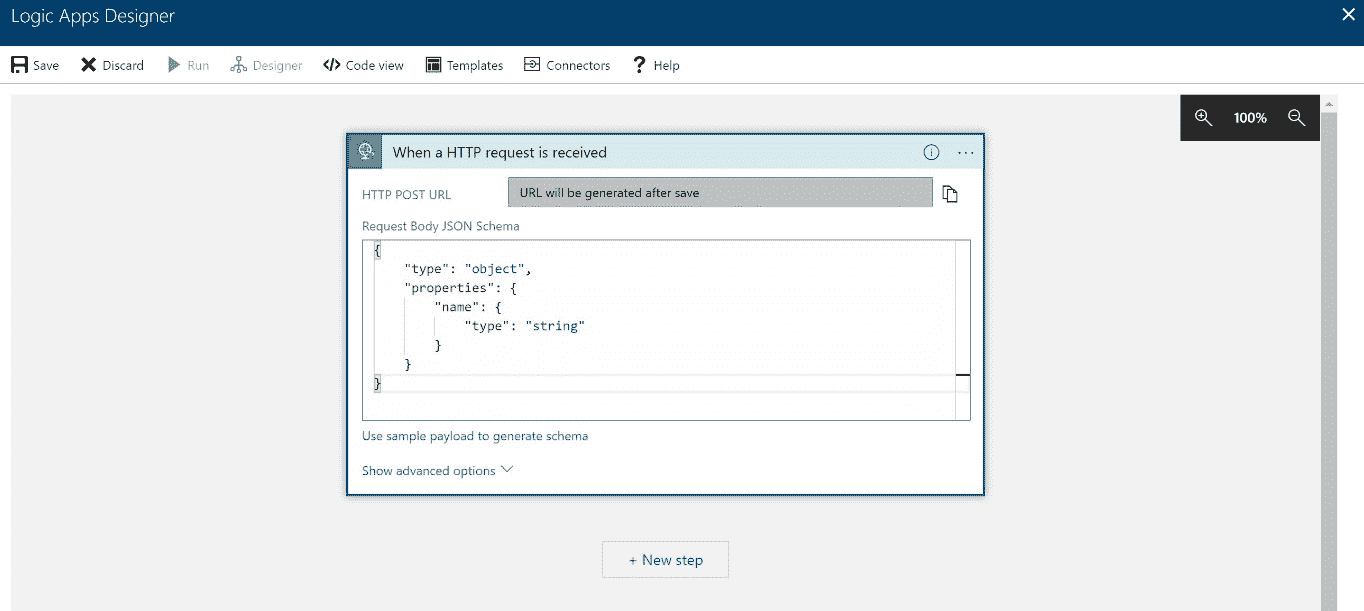 Logic Apps Designer
Save Discard Run Designer Code view Templates Connectors ? Help
100%
When a HTTP request is received
HTTP POST URL URL will be generated after save
Request Body JSON Schema
{
"type": "object",
"properties": {
"name": {
"type": "string"
}
}
}
Use sample payload to generate schema
Show advanced options
+ New step